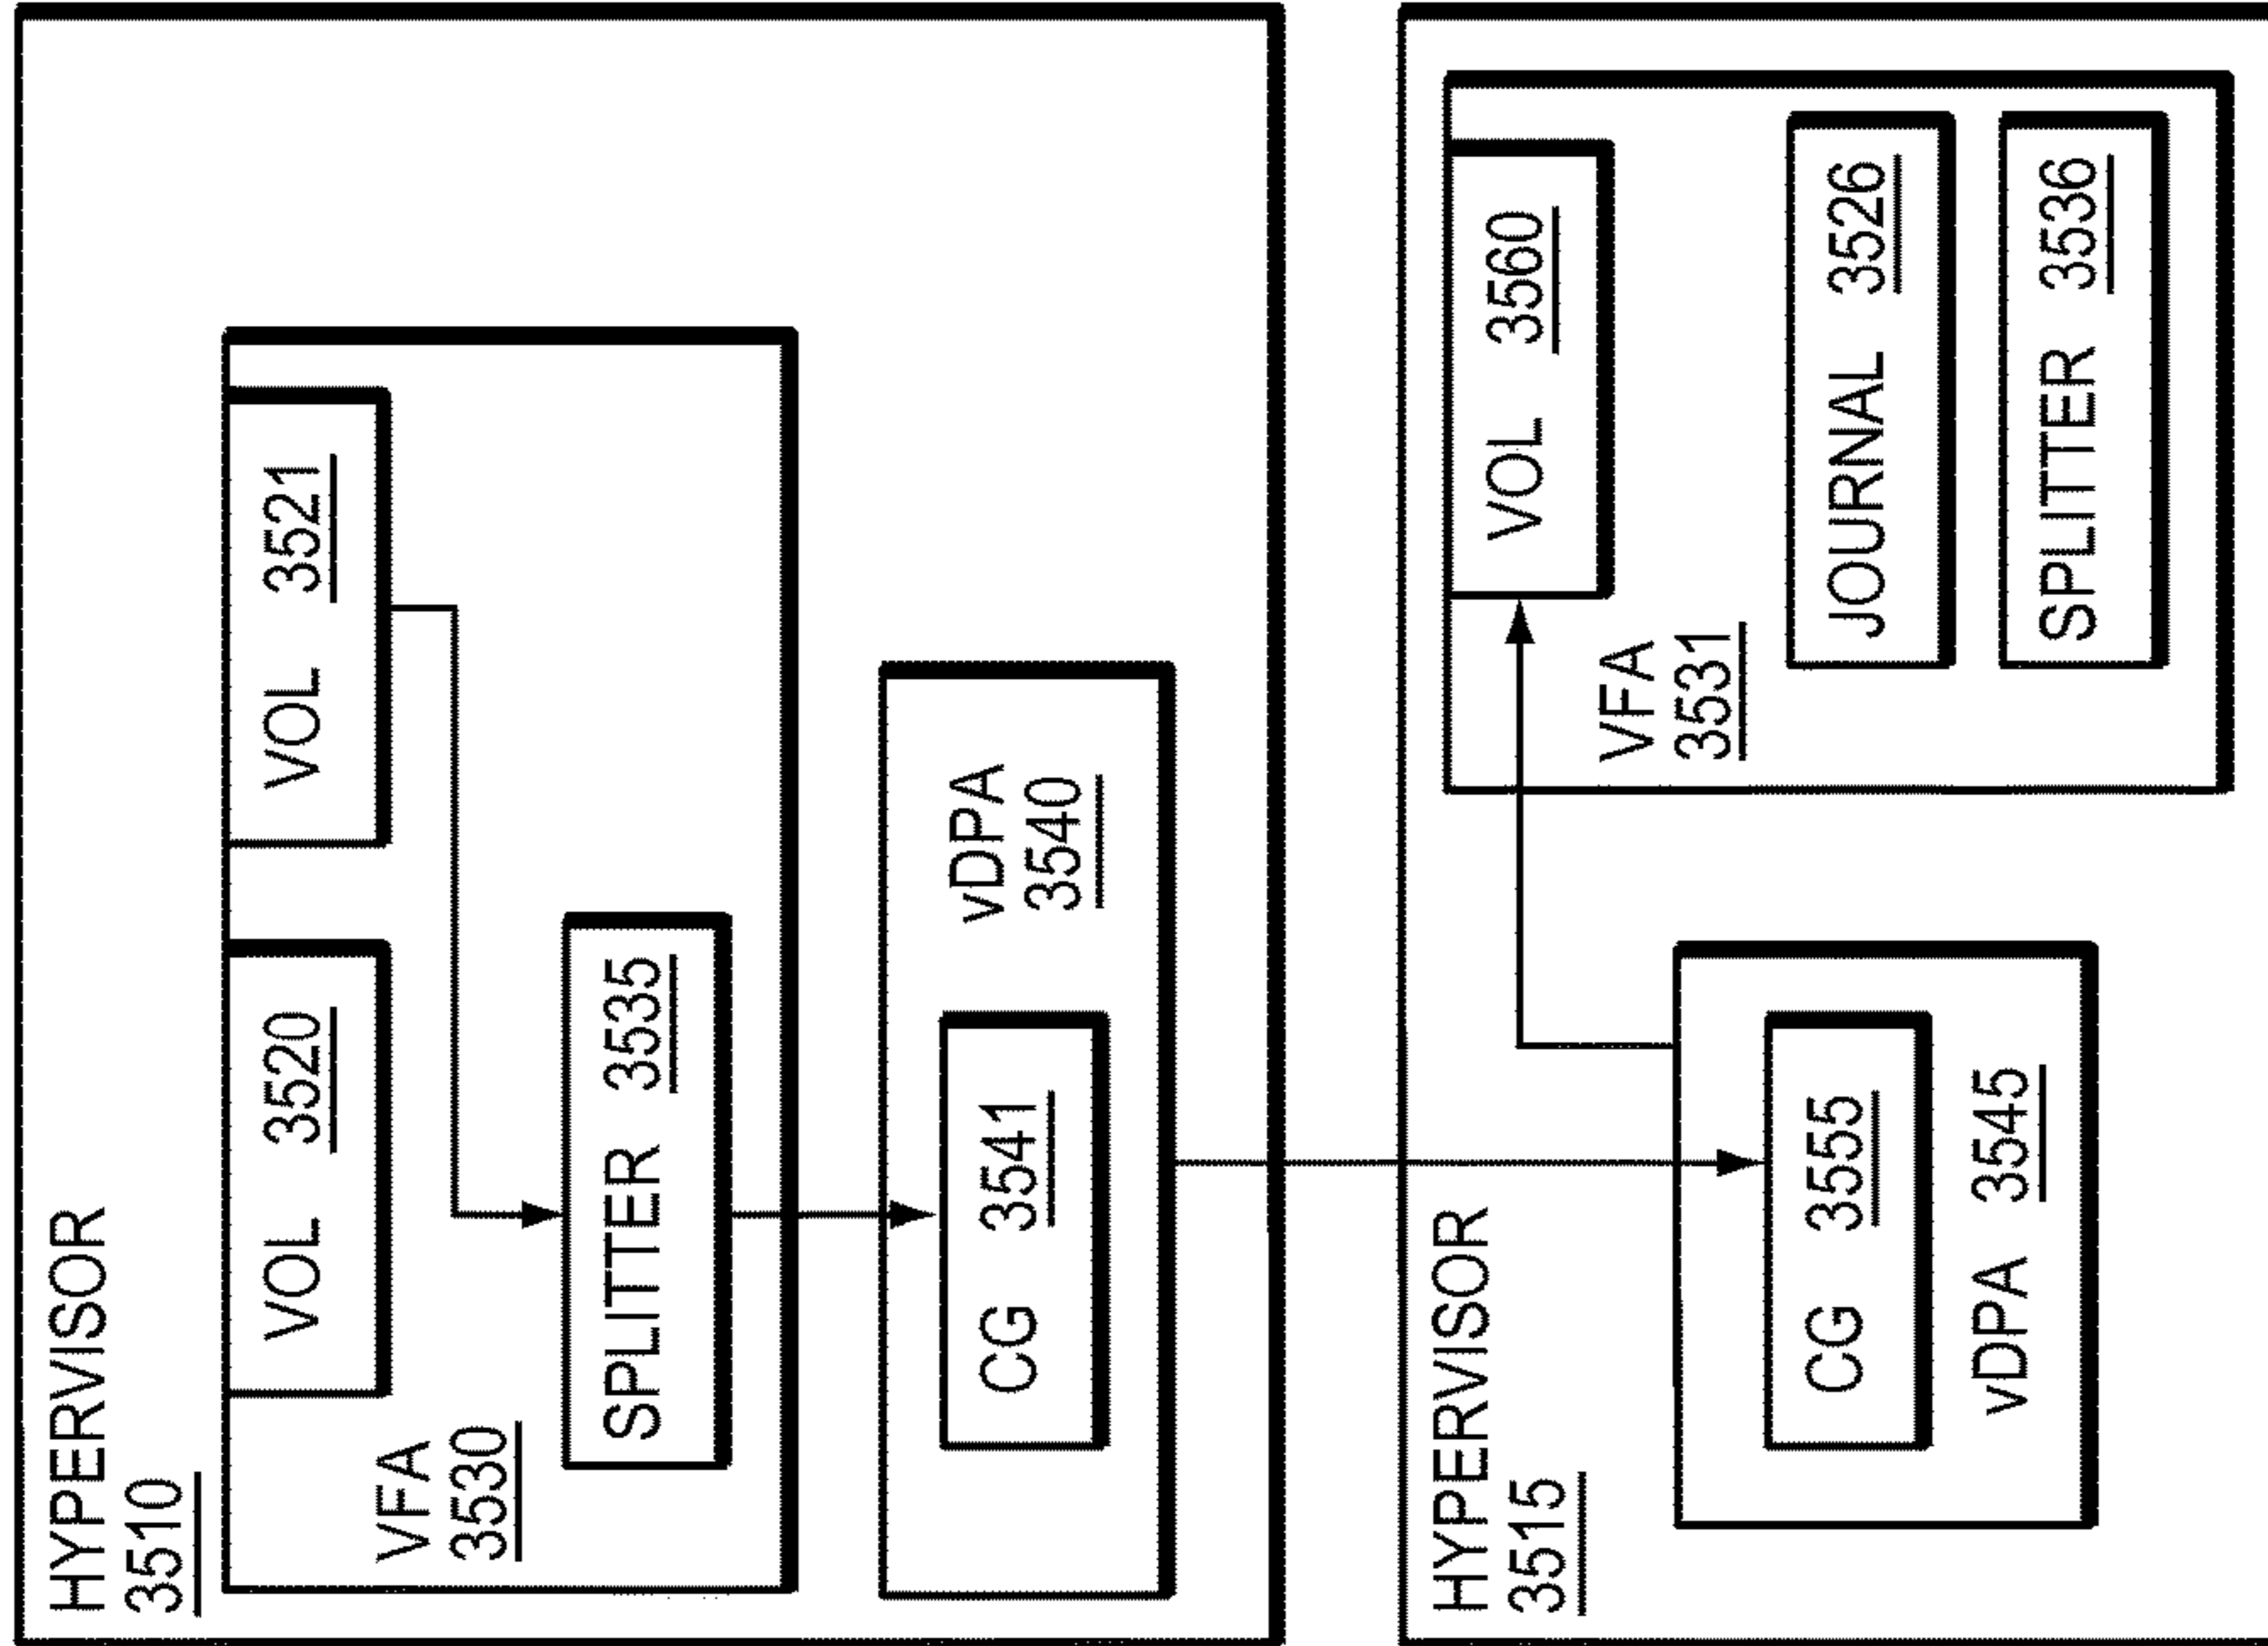 HYPERVISOR
3510
VOL 3520
VOL 3521
VFA
3530
SPLITTER 3535
vDPA
3540
CG 3541
HYPERVISOR
3515
VOL 3560
VFA
3531
JOURNAL 3526
SPLITTER 3536
CG 3555
vDPA 3545